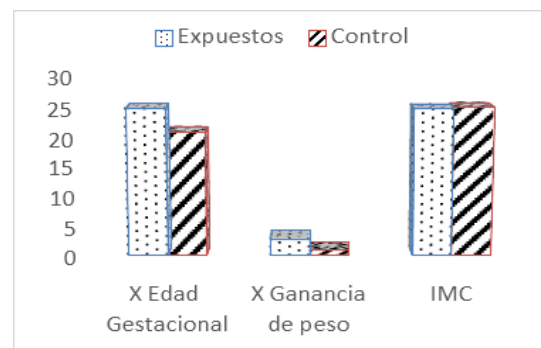 Expuestos Control
30
25
20
15
10
5
0
X Edad Gestacional
X Ganancia de peso
IMC